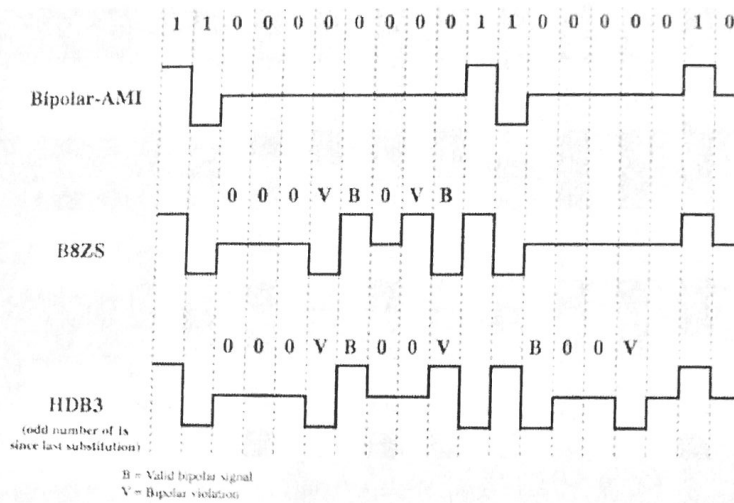 1 1 0 0 0 0 0 0 0 0 1 1 0 0 0 0 0 1 0
Bipolar-AMI
0 0 0 V B 0 V B
B8ZS
0 0 0 V B 0 0 V B 0 0 V
HDB3
(odd number of 1s
since last substitution)
B = Valid bipolar signal
V = Bipolar violation